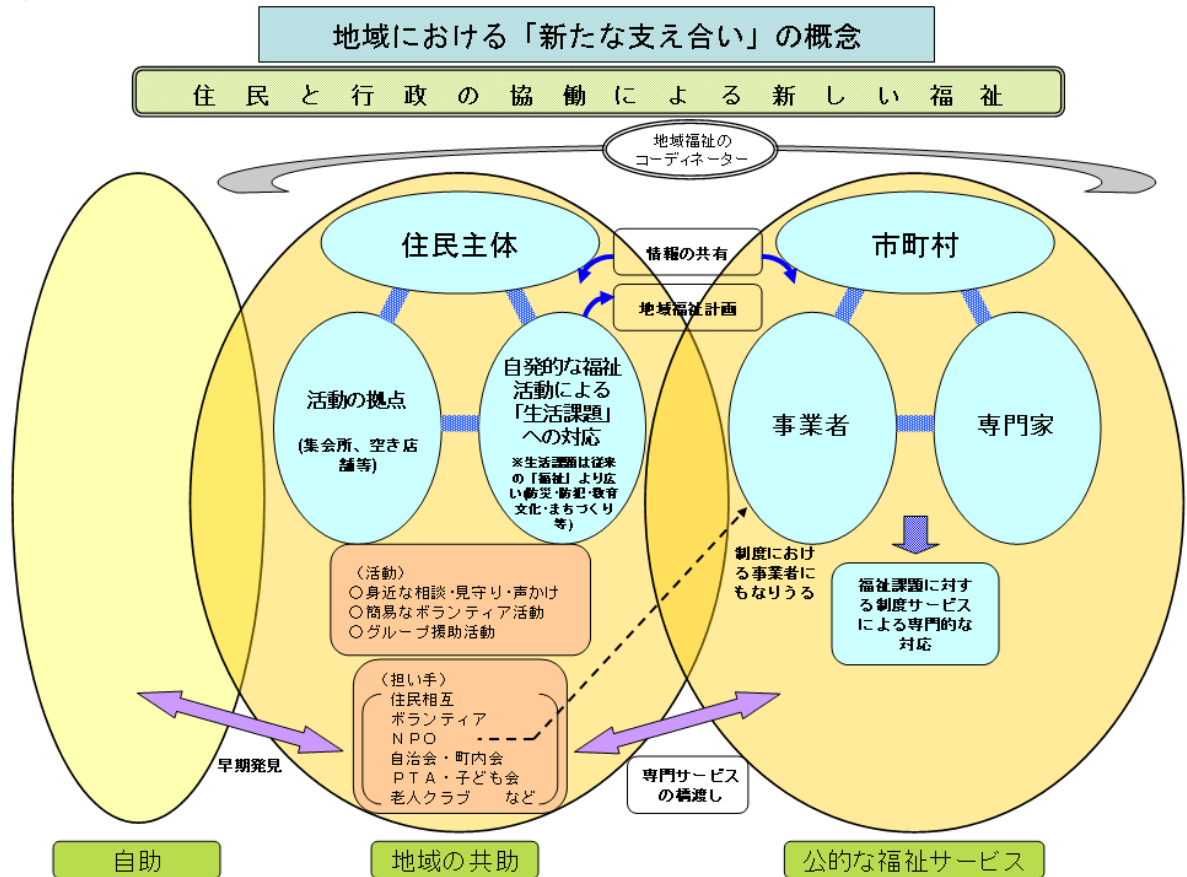 地域における「新たな支え合い」の概念
住民と行政の協働による新しい福祉
地域福祉の
コーディネーター
住民主体
情報の共有
市町村
地域福祉計画
活動の拠点
(集会所、空き店
舗等)
自発的な福祉
活動による
「生活課題」
への対応
※生活課題は従来
の「福祉」より広
い(防災・防犯・教育
文化・まちづくり
等)
事業者
専門家
(活動)
○身近な相談・見守り・声かけ
○簡易なボランティア活動
○グループ援助活動
制度におけ
る事業者に
もなりうる
福祉課題に対す
る制度サービス
による専門的な
対応
(担い手)
住民相互
ボランティア
NPO
自治会・町内会
PTA・子ども会
老人クラブ など
早期発見
専門サービス
の橋渡し
自助
地域の共助
公的な福祉サービス